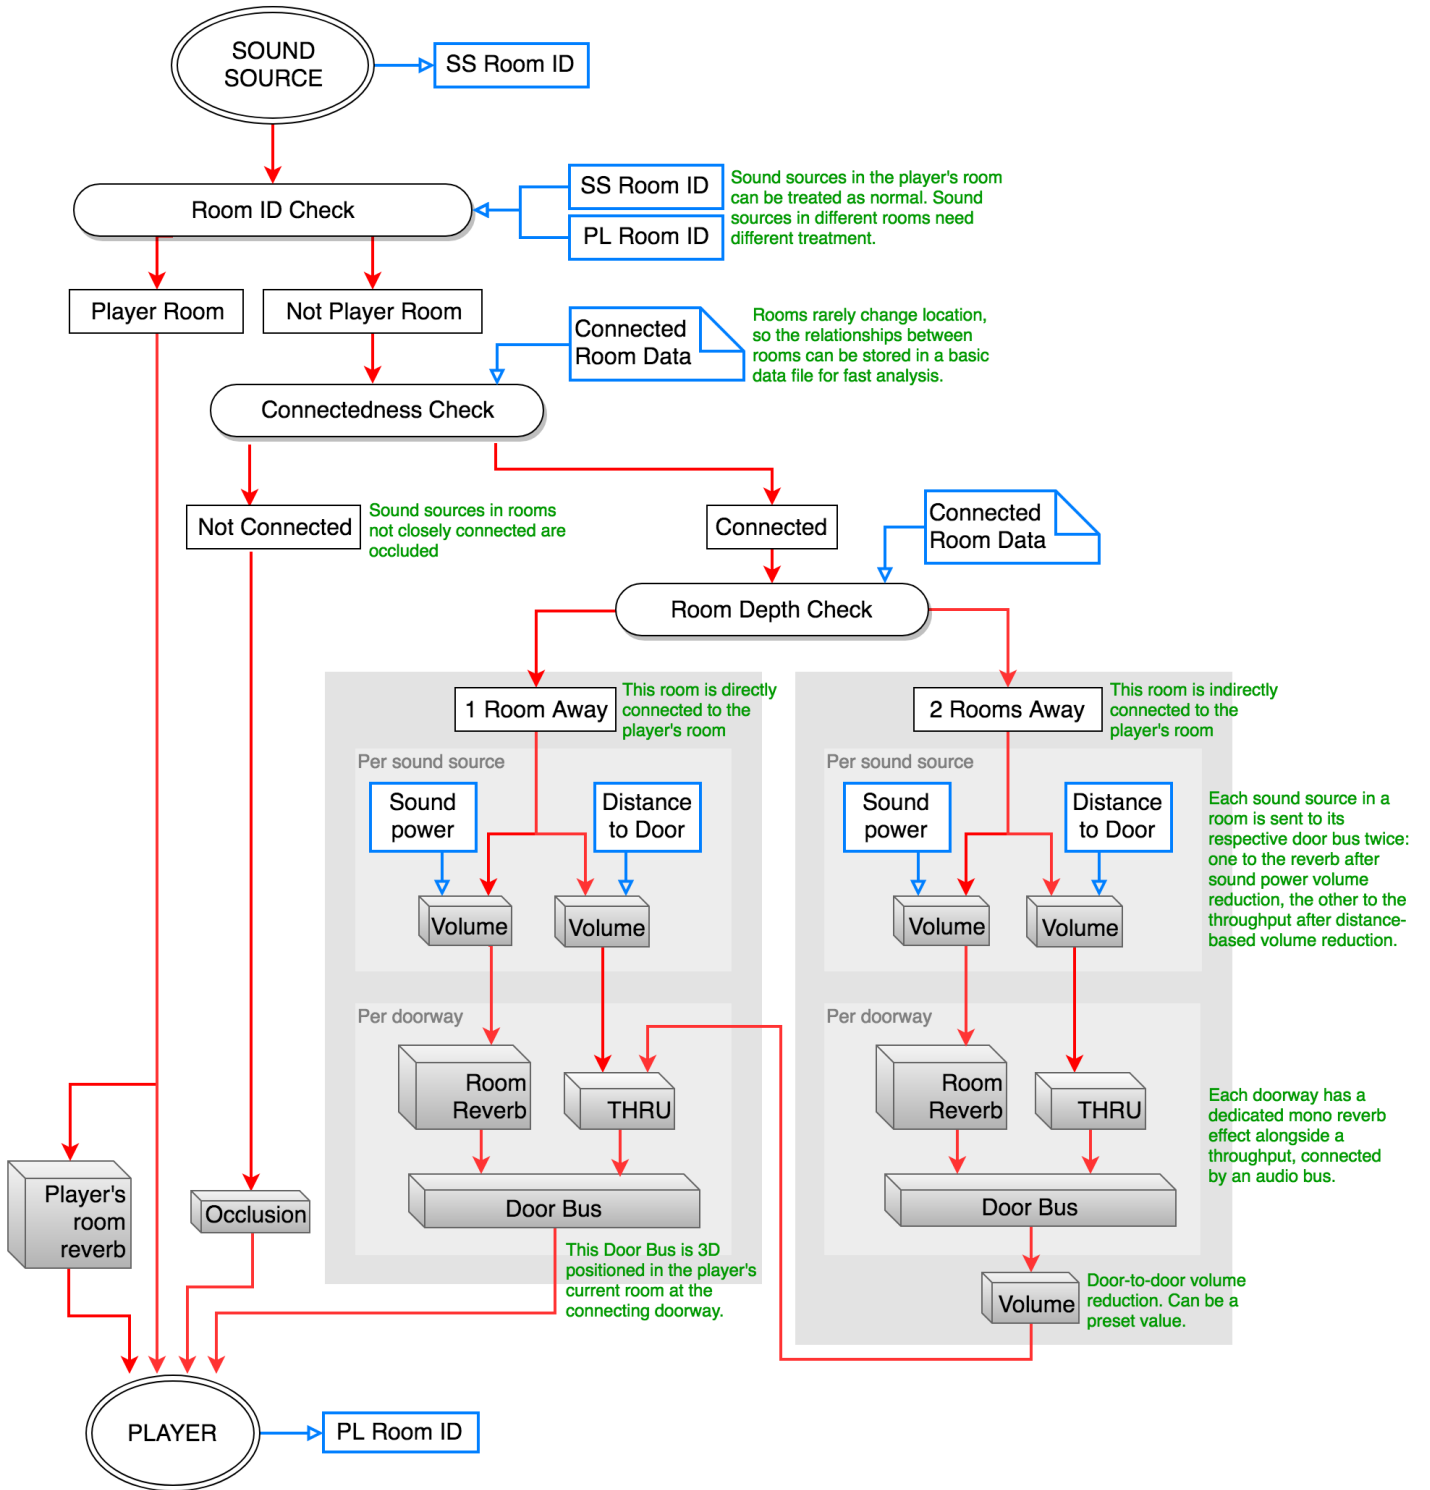 SOUND
SOURCE
SS Room ID
Room ID Check
SS Room ID
PL Room ID
Sound sources in the player's room
can be treated as normal. Sound
sources in different rooms need
different treatment.
Player Room
Not Player Room
Connected
Room Data
Rooms rarely change location,
so the relationships between
rooms can be stored in a basic
data file for fast analysis.
Connectedness Check
Not Connected
Sound sources in rooms
not closely connected are
occluded
Connected
Connected
Room Data
Room Depth Check
1 Room Away
This room is directly
connected to the
player's room
2 Rooms Away
This room is indirectly
connected to the
player's room
Per sound source
Sound
power
Distance
to Door
Volume
Volume
Per sound source
Sound
power
Distance
to Door
Volume
Volume
Each sound source in a
room is sent to its
respective door bus twice:
one to the reverb after
sound power volume
reduction, the other to the
throughput after distance-
based volume reduction.
Per doorway
Room
Reverb
THRU
Door Bus
Per doorway
Room
Reverb
THRU
Door Bus
Each doorway has a
dedicated mono reverb
effect alongside a
throughput, connected
by an audio bus.
Player's
room
reverb
Occlusion
This Door Bus is 3D
positioned in the player's
current room at the
connecting doorway.
Volume
Door-to-door volume
reduction. Can be a
preset value.
PLAYER
PL Room ID